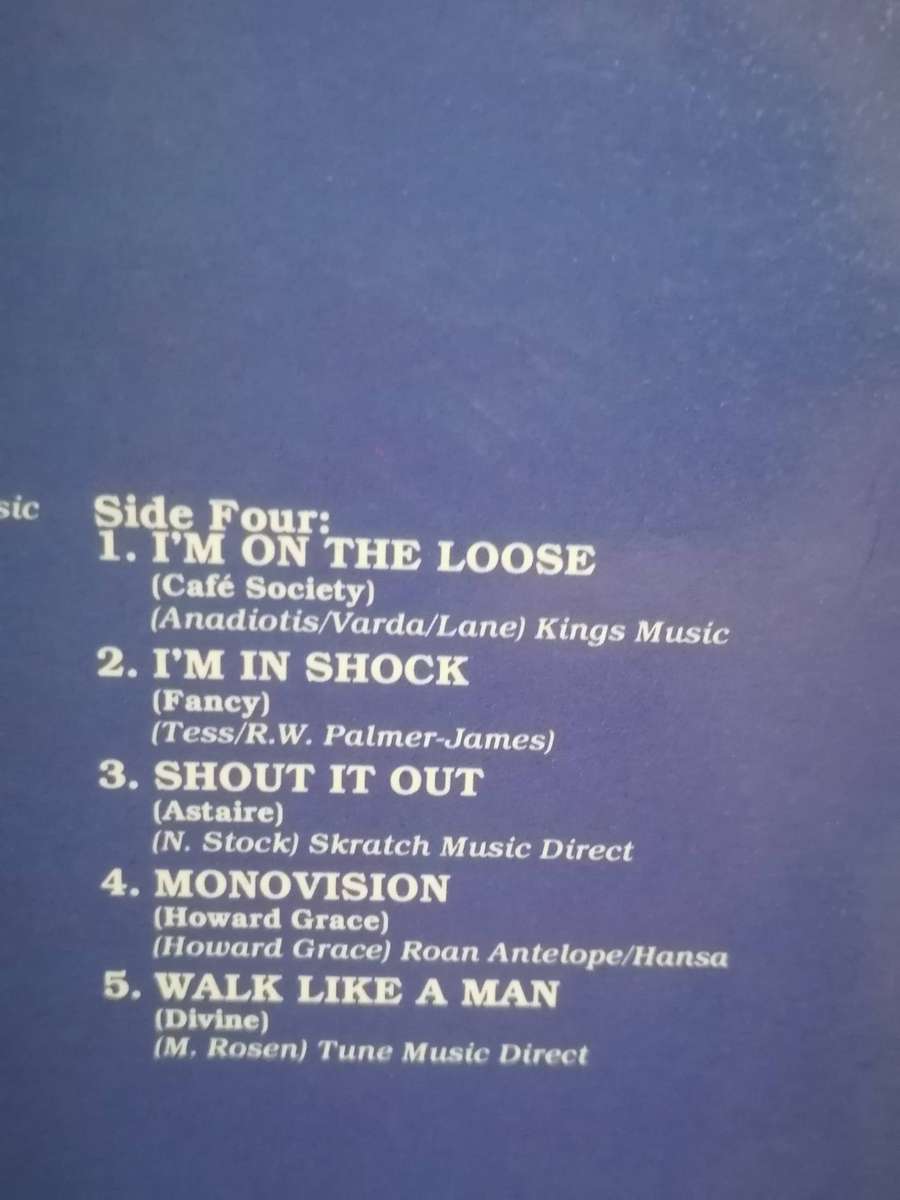 sic
Side Four:
1. I'M ON THE LOOSE
(Café Society)
(Anadiotis/Varda/Lane) Kings Music
2. I'M IN SHOCK
(Fancy)
(Tess/R.W. Palmer-James)
3. SHOUT IT OUT
(Astaire)
(N. Stock) Skratch Music Direct
4. MONOVISION
(Howard Grace)
(Howard Grace) Roan Antelope/Hansa
5. WALK LIKE A MAN
(Divine)
(M. Rosen) Tune Music Direct